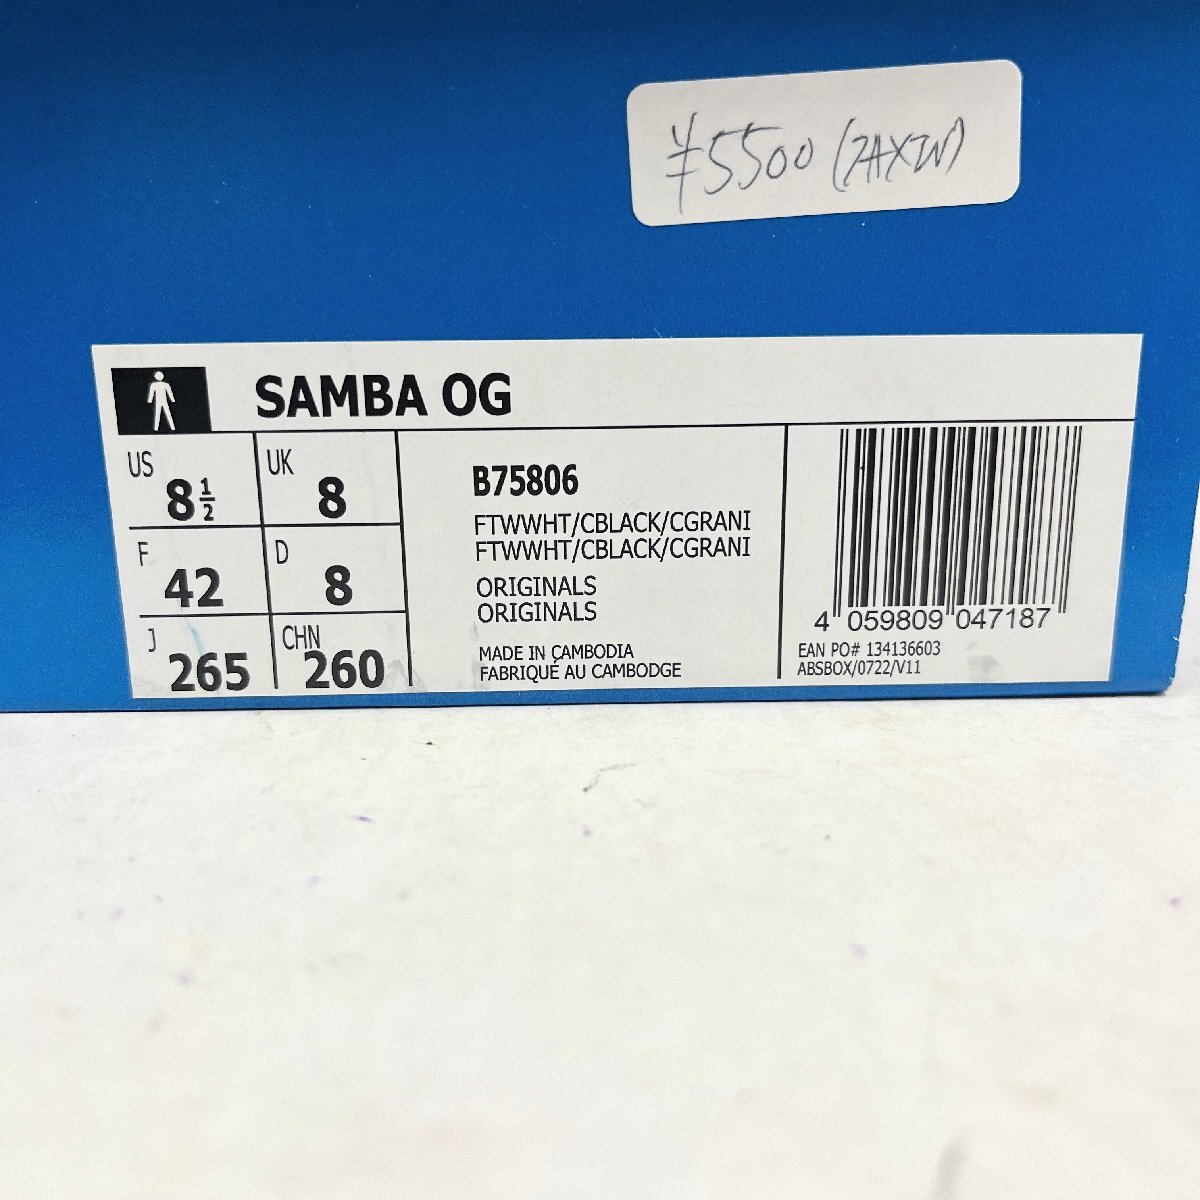 ¥5500 (TAXIN)
SAMBA OG
US 8½
UK 8
F 42
D 8
J 265
CHN 260
B75806
FTWWHT/CBLACK/CGRANI
FTWWHT/CBLACK/CGRANI
ORIGINALS
ORIGINALS
MADE IN CAMBODIA
FABRIQUÉ AU CAMBODGE
4 059809 047187
EAN PO# 134136603
ABSBOX/0722/V11